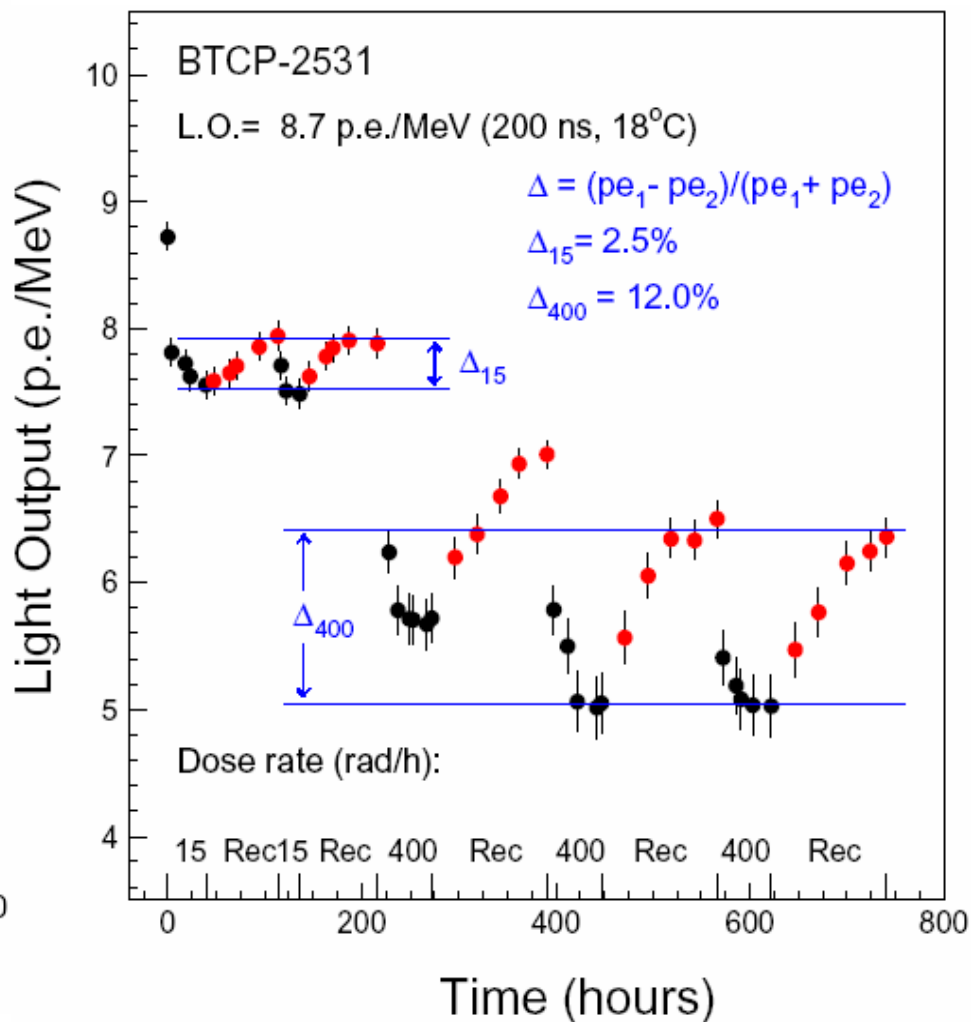 BTCP-2531
L.O.= 8.7 p.e./MeV (200 ns, 18°C)
Δ = (pe₁- pe₂)/(pe₁+ pe₂)
Δ₁₅= 2.5%
Δ₄₀₀ = 12.0%
Δ₁₅
Δ₄₀₀
Dose rate (rad/h):
15 Rec15 Rec 400 Rec 400 Rec 400 Rec
Light Output (p.e./MeV)
10
9
8
7
6
5
4
0
0 200 400 600 800
Time (hours)